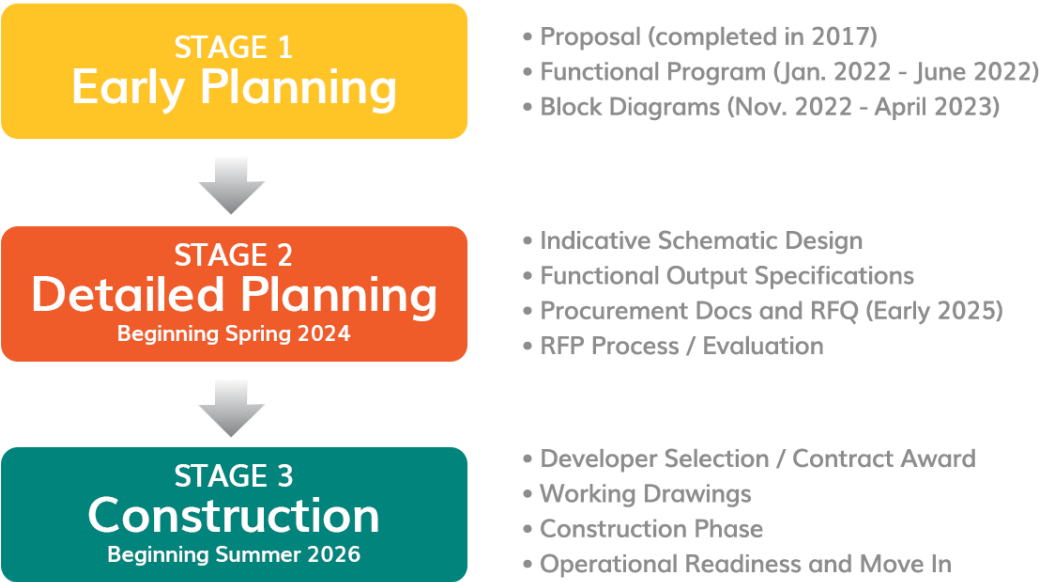 STAGE 1
Early Planning
• Proposal (completed in 2017)
• Functional Program (Jan. 2022 - June 2022)
• Block Diagrams (Nov. 2022 - April 2023)
STAGE 2
Detailed Planning
Beginning Spring 2024
• Indicative Schematic Design
• Functional Output Specifications
• Procurement Docs and RFQ (Early 2025)
• RFP Process / Evaluation
STAGE 3
Construction
Beginning Summer 2026
• Developer Selection / Contract Award
• Working Drawings
• Construction Phase
• Operational Readiness and Move In